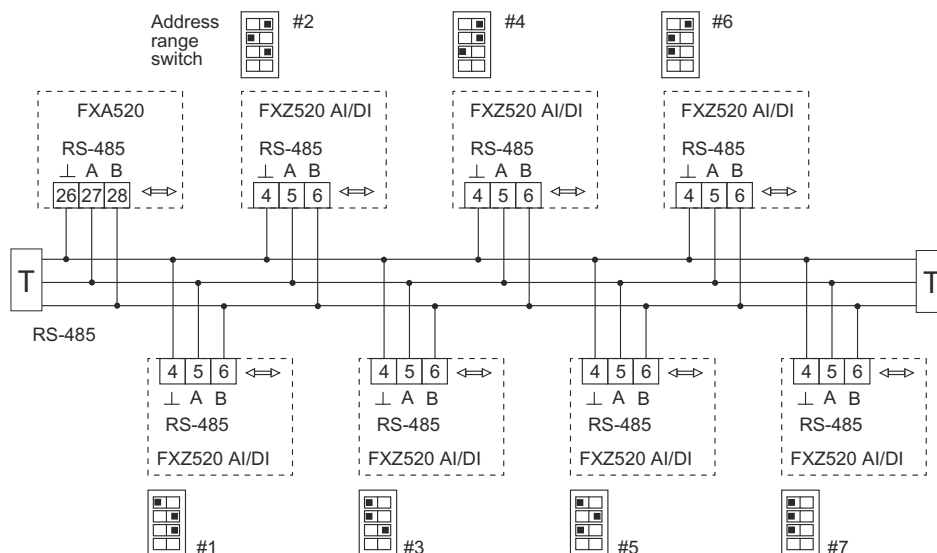 Address
range
switch
#2
#4
#6
FXA520
FXZ520 AI/DI
FXZ520 AI/DI
FXZ520 AI/DI
RS-485
RS-485
RS-485
RS-485
⊥ A B
⊥ A B
⊥ A B
⊥ A B
26 27 28
4 5 6
4 5 6
4 5 6
T
T
RS-485
4 5 6
4 5 6
4 5 6
4 5 6
⊥ A B
⊥ A B
⊥ A B
⊥ A B
RS-485
RS-485
RS-485
RS-485
FXZ520 AI/DI
FXZ520 AI/DI
FXZ520 AI/DI
FXZ520 AI/DI
#1
#3
#5
#7